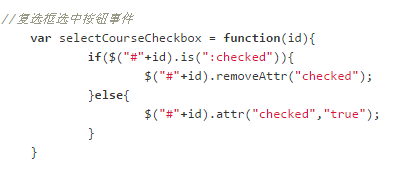 //复选框选中按钮事件
var selectCourseCheckbox = function(id){
if($("#"+id).is(":checked")){
$("#"+id).removeAttr("checked");
}else{
$("#"+id).attr("checked","true");
}
}